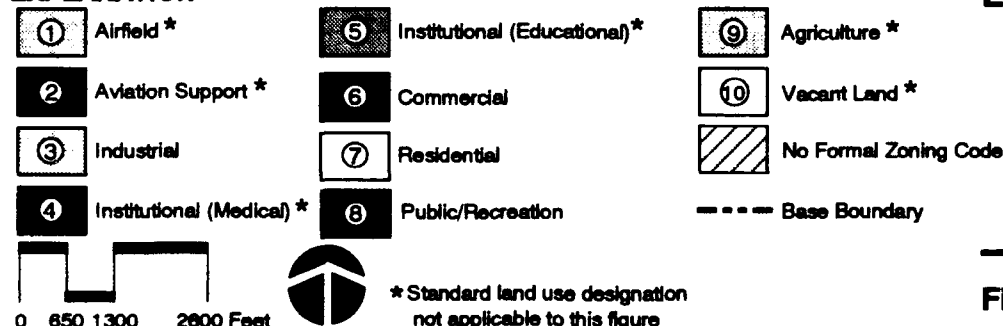 ① Airfield *
② Aviation Support *
③ Industrial
④ Institutional (Medical) *
⑤ Institutional (Educational) *
⑥ Commercial
⑦ Residential
⑧ Public/Recreation
⑨ Agriculture *
⑩ Vacant Land *
No Formal Zoning Code
Base Boundary
0 650 1300 2600 Feet
* Standard land use designation
not applicable to this figure